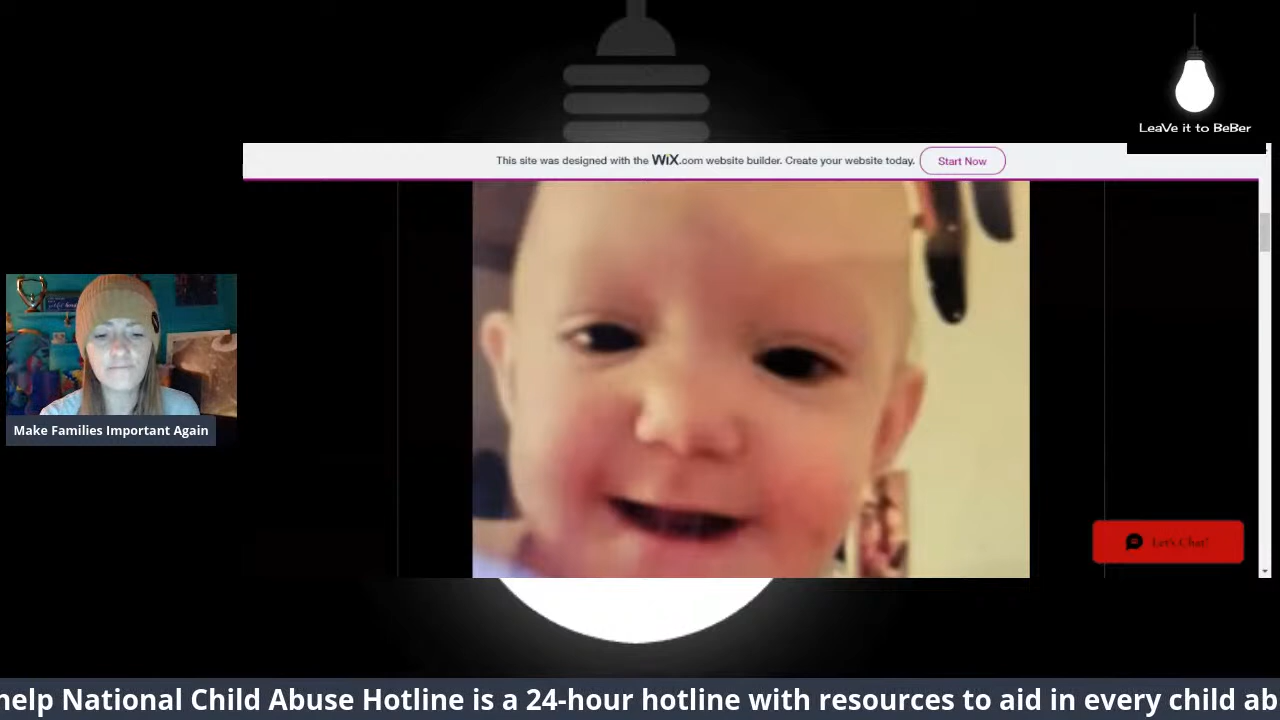 LeaVe it to BeBer
This site was designed with the WiX.com website builder. Create your website today. Start Now
Make Families Important Again
Let's Chat!
help National Child Abuse Hotline is a 24-hour hotline with resources to aid in every child ab